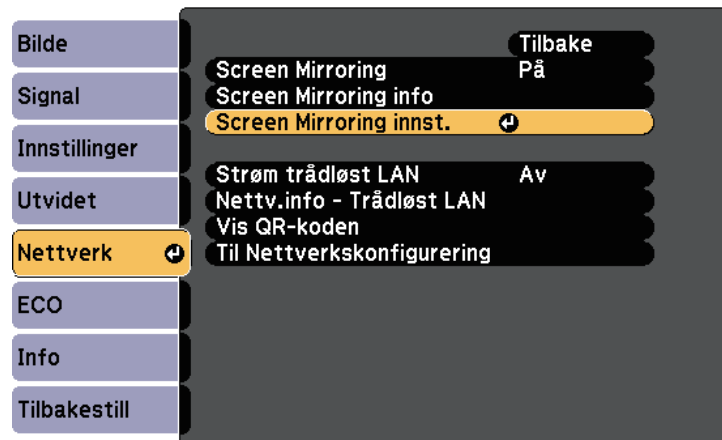 Bilde
Signal
Innstillinger
Utvidet
Nettverk
ECO
Info
Tilbakestill
Tilbake
Screen Mirroring På
Screen Mirroring info
Screen Mirroring innst.
Strøm trådløst LAN Av
Nettv.info - Trådløst LAN
Vis QR-koden
Til Nettverkskonfigurering